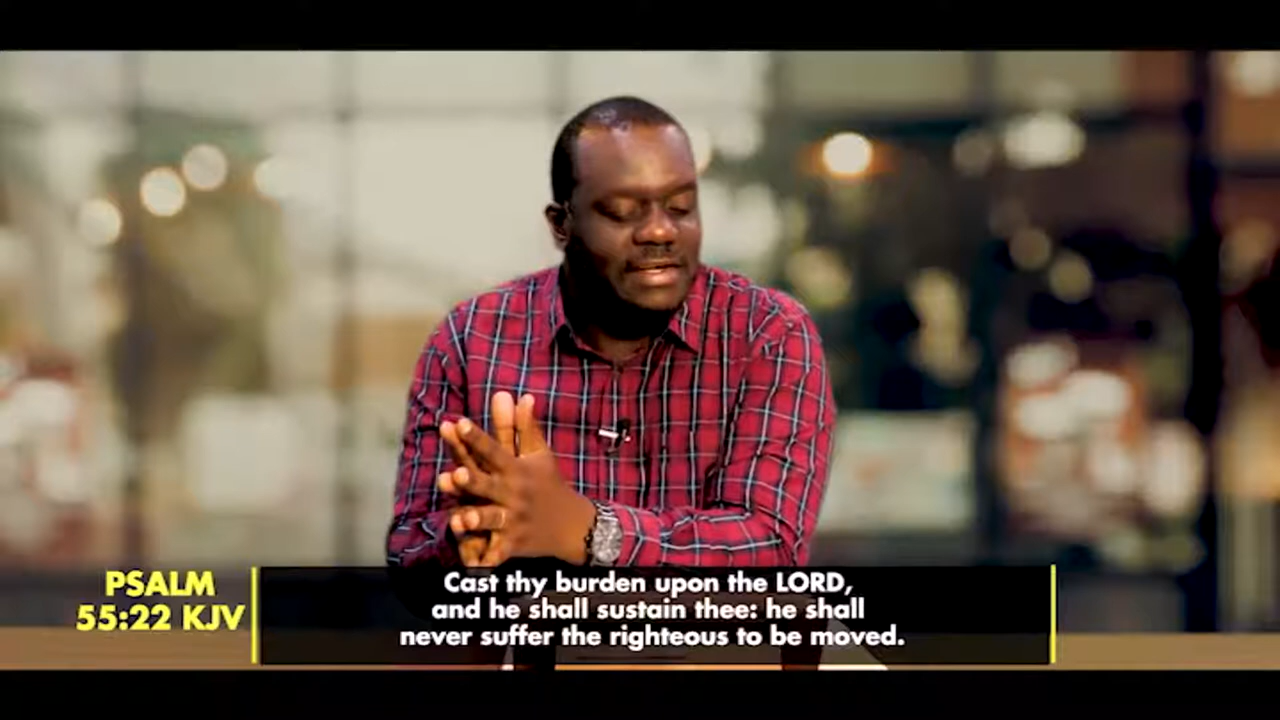 PSALM
55:22 KJV
Cast thy burden upon the LORD,
and he shall sustain thee: he shall
never suffer the righteous to be moved.